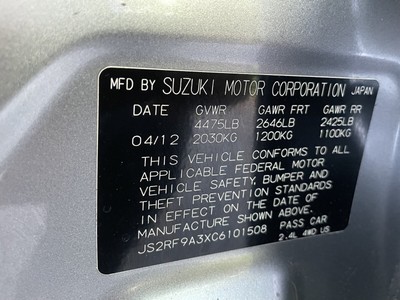 MFD BY SUZUKI MOTOR CORPORATION JAPAN
DATE GVWR GAWR FRT GAWR RR
4475LB 2646LB 2425LB
04/12 2030KG 1200KG 1100KG
THIS VEHICLE CONFORMS TO ALL
APPLICABLE FEDERAL MOTOR
VEHICLE SAFETY, BUMPER AND
THEFT PREVENTION STANDARDS
IN EFFECT ON THE DATE OF
MANUFACTURE SHOWN ABOVE.
JS2RF9A3XC6101508 PASS CAR
2.4L 4WD US